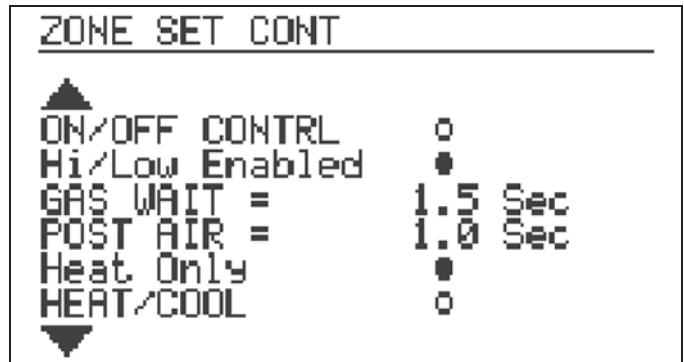 ZONE SET CONT
ON/OFF CONTRL
Hi/Low Enabled
GAS WAIT = 1.5 Sec
POST AIR = 1.0 Sec
Heat Only
HEAT/COOL